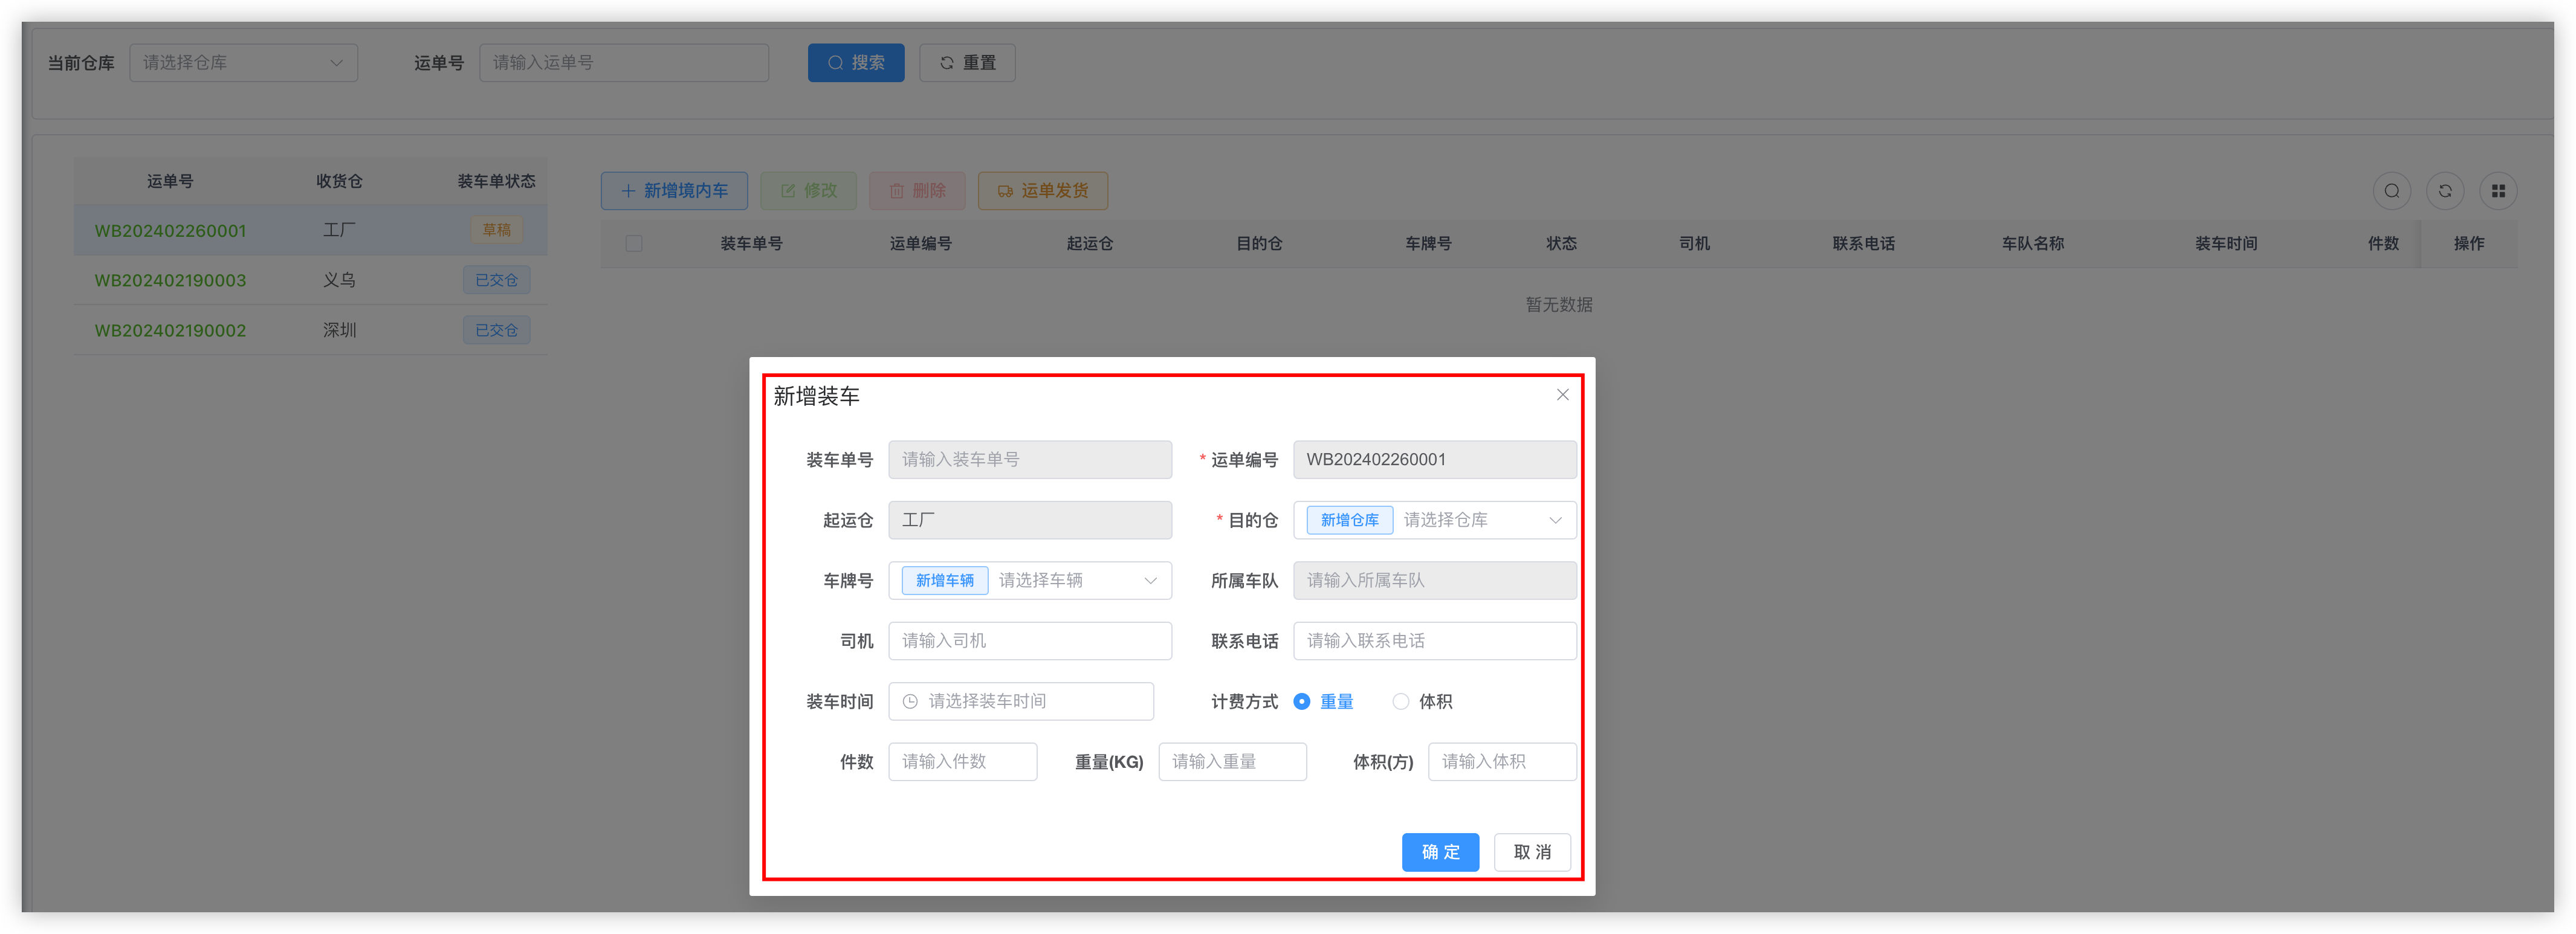 当前仓库 请选择仓库 运单号 请输入运单号 搜索 重置
运单号 收货仓 装车单状态
WB202402260001 工厂 草稿
WB202402190003 义乌 已交仓
WB202402190002 深圳 已交仓
新增境内车 修改 删除 运单发货
装车单号 运单编号 起运仓 目的仓 车牌号 状态 司机 联系电话 车队名称 装车时间 件数 操作
暂无数据
新增装车
装车单号 请输入装车单号 * 运单编号 WB202402260001
起运仓 工厂 * 目的仓 新增仓库 请选择仓库
车牌号 新增车辆 请选择车辆 所属车队 请输入所属车队
司机 请输入司机 联系电话 请输入联系电话
装车时间 请选择装车时间 计费方式 重量 体积
件数 请输入件数 重量(KG) 请输入重量 体积(方) 请输入体积
确 定 取 消